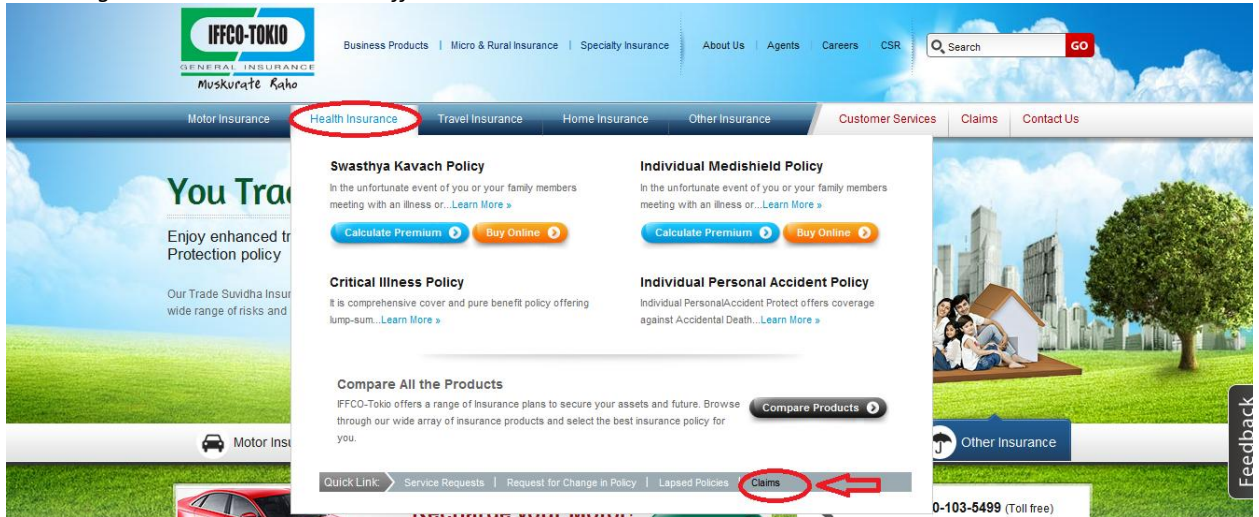 IFFCO-TOKIO
GENERAL INSURANCE
Muskurate Raho
Business Products | Micro & Rural Insurance | Specialty Insurance About Us Agents Careers CSR Search GO
Motor Insurance Health Insurance Travel Insurance Home Insurance Other Insurance Customer Services Claims Contact Us
You Trad
Enjoy enhanced tr
Protection policy
Our Trade Suvidha Insur
wide range of risks and
Swasthya Kavach Policy
In the unfortunate event of you or your family members
meeting with an illness or...Learn More »
Calculate Premium Buy Online
Individual Medishield Policy
In the unfortunate event of you or your family members
meeting with an illness or...Learn More »
Calculate Premium Buy Online
Critical Illness Policy
It is comprehensive cover and pure benefit policy offering
lump-sum...Learn More »
Individual Personal Accident Policy
Individual PersonalAccident Protect offers coverage
against Accidental Death...Learn More »
Compare All the Products
IFFCO-Tokio offers a range of Insurance plans to secure your assets and future. Browse
through our wide array of insurance products and select the best insurance policy for
you.
Compare Products
Motor Insu
Other Insurance
Feedback
Quick Link: Service Requests | Request for Change in Policy | Lapsed Policies | Claims
0-103-5499 (Toll free)